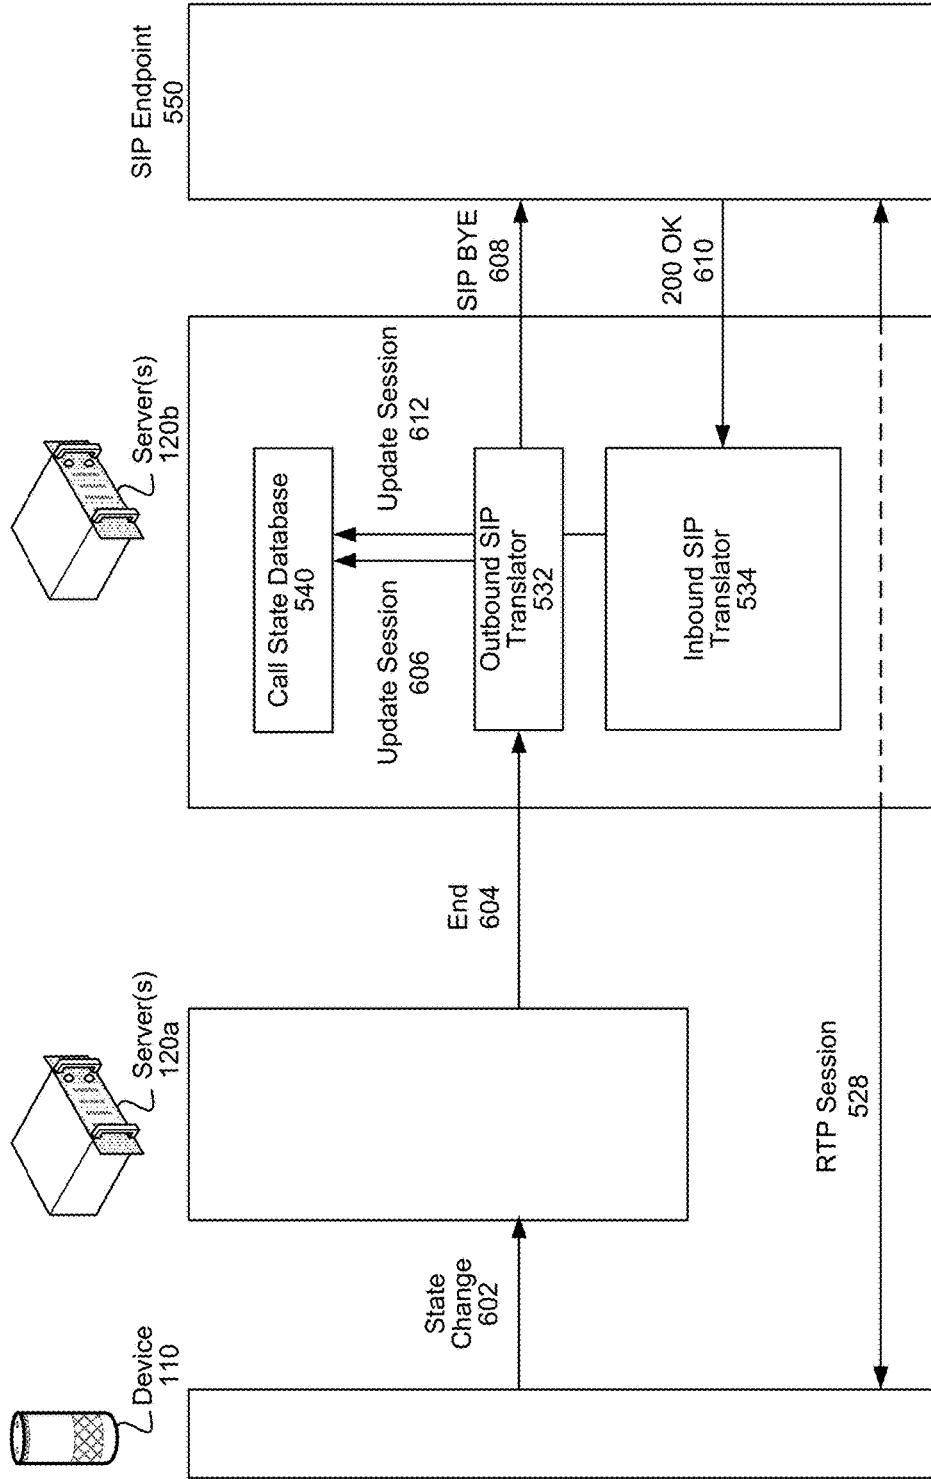 Device
110
Server(s)
120a
Server(s)
120b
SIP Endpoint
550
State
Change
602
End
604
Call State Database
540
Update Session
606
Update Session
612
Outbound SIP
Translator
532
SIP BYE
608
Inbound SIP
Translator
534
200 OK
610
RTP Session
528